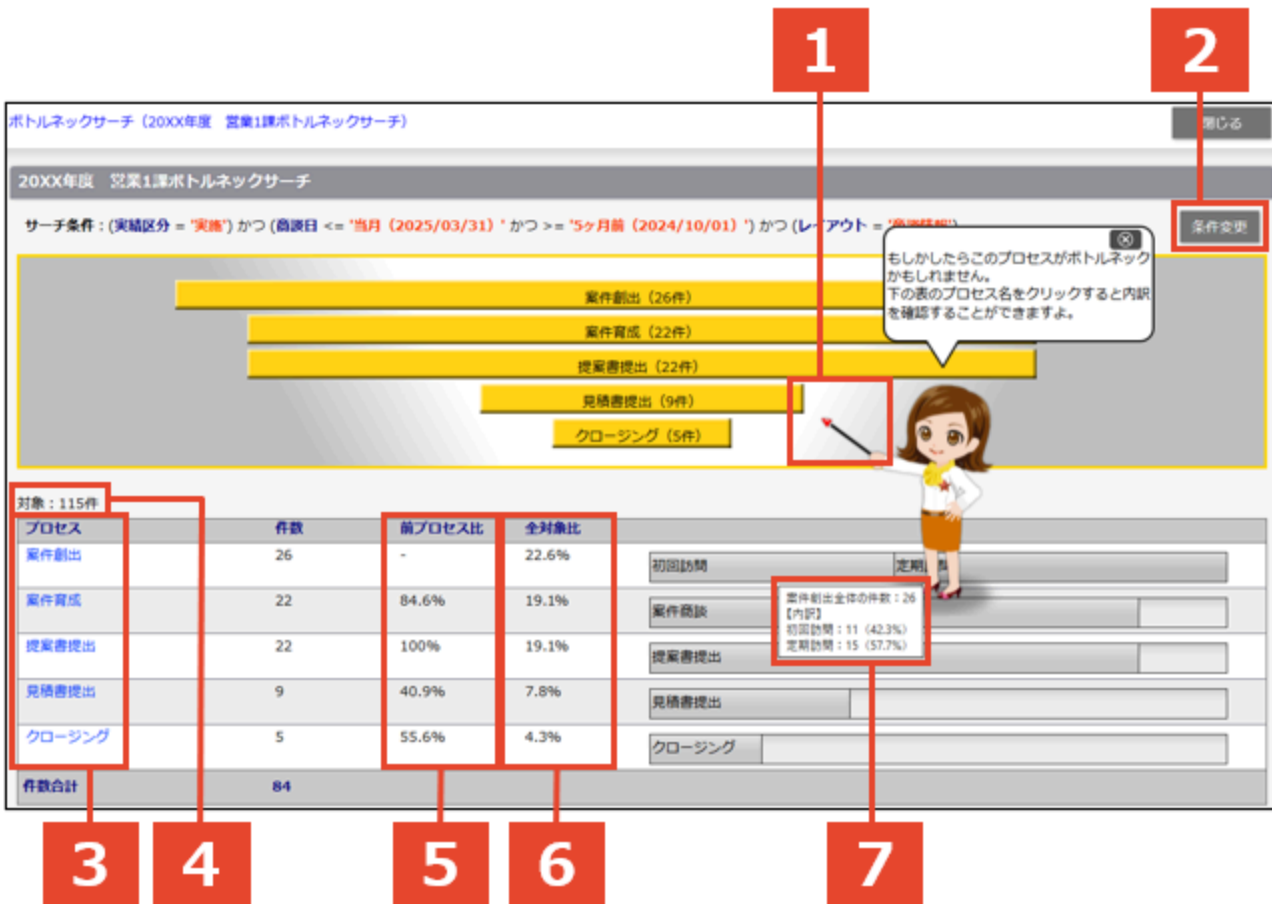 1
2
ボトルネックサーチ（20XX年度　営業1課ボトルネックサーチ）
閉じる
20XX年度　営業1課ボトルネックサーチ
サーチ条件：(実績区分 = '実施') かつ (商談日 <= '当月（2025/03/31）' かつ >= '5ヶ月前（2024/10/01）') かつ (レイアウト = '商談情報')
条件変更
もしかしたらこのプロセスがボトルネック
かもしれません。
下の表のプロセス名をクリックすると内訳
を確認することができますよ。
案件創出（26件）
案件育成（22件）
提案書提出（22件）
見積書提出（9件）
クロージング（5件）
対象：115件
プロセス 件数 前プロセス比 全対象比
案件創出 26 - 22.6% 初回訪問 定期
案件育成 22 84.6% 19.1% 案件商談
提案書提出 22 100% 19.1% 提案書提出
見積書提出 9 40.9% 7.8% 見積書提出
クロージング 5 55.6% 4.3% クロージング
件数合計 84
案件創出全体の件数：26
【内訳】
初回訪問：11（42.3%）
定期訪問：15（57.7%）
3
4
5
6
7